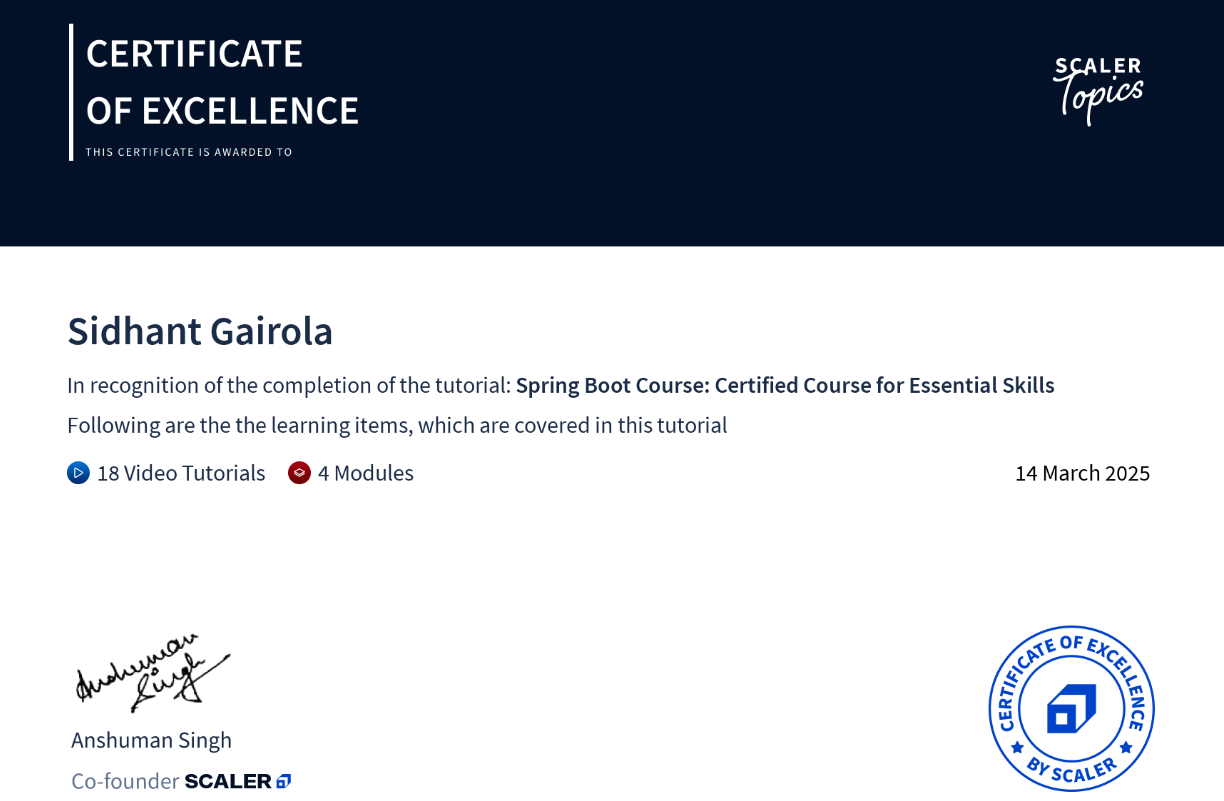 CERTIFICATE
OF EXCELLENCE
THIS CERTIFICATE IS AWARDED TO
SCALER
Topics
Sidhant Gairola
In recognition of the completion of the tutorial: Spring Boot Course: Certified Course for Essential Skills
Following are the the learning items, which are covered in this tutorial
18 Video Tutorials 4 Modules 14 March 2025
Anshuman
Singh
Anshuman Singh
Co-founder SCALER
CERTIFICATE OF EXCELLENCE
BY SCALER